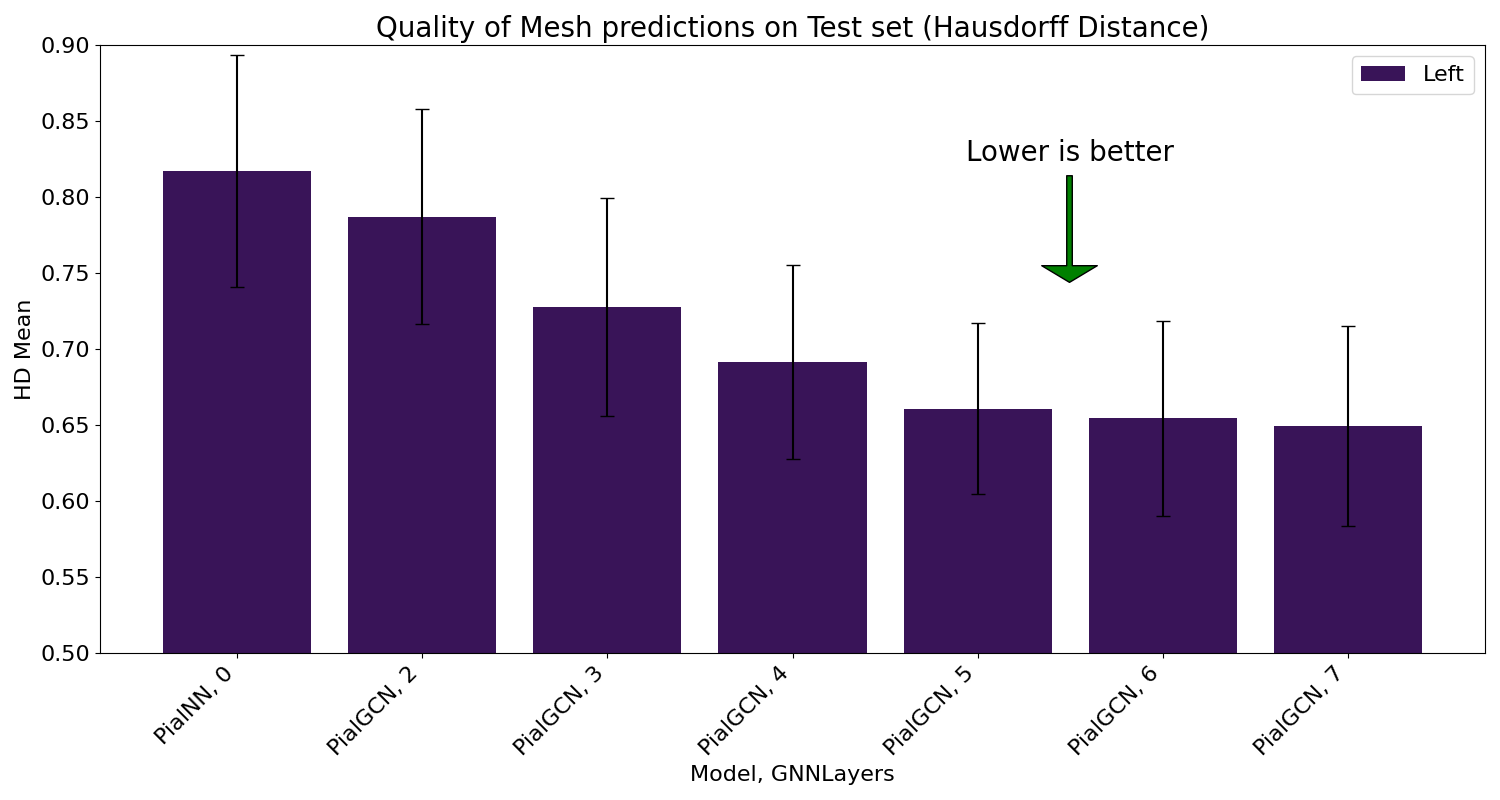 Quality of Mesh predictions on Test set (Hausdorff Distance)
Left
Lower is better
HD Mean
0.90
0.85
0.80
0.75
0.70
0.65
0.60
0.55
0.50
PialNN, 0
PialGCN, 2
PialGCN, 3
PialGCN, 4
PialGCN, 5
PialGCN, 6
PialGCN, 7
Model, GNNLayers